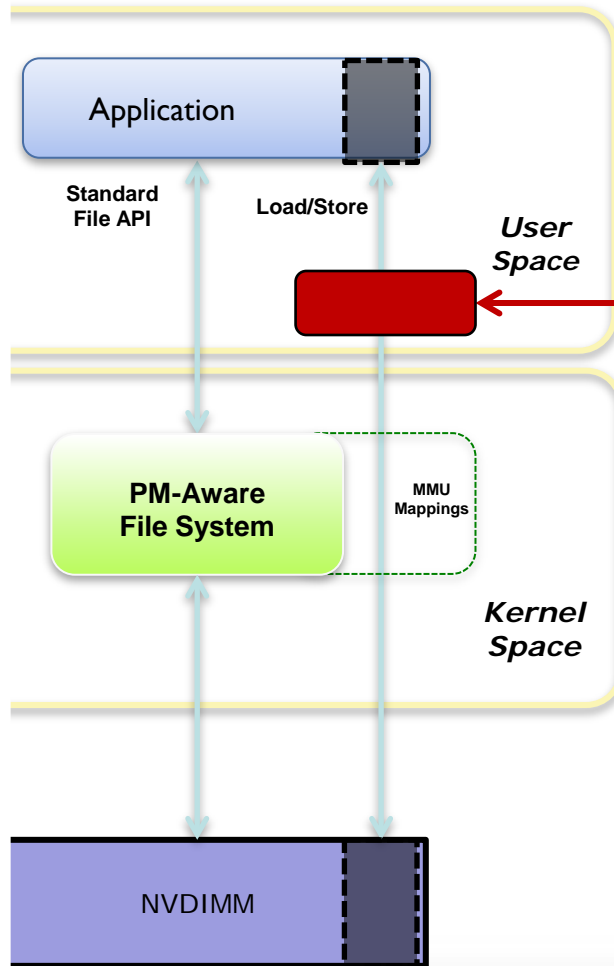 Application
Standard
File API
Load/Store
User
Space
PM-Aware
File System
MMU
Mappings
Kernel
Space
NVDIMM